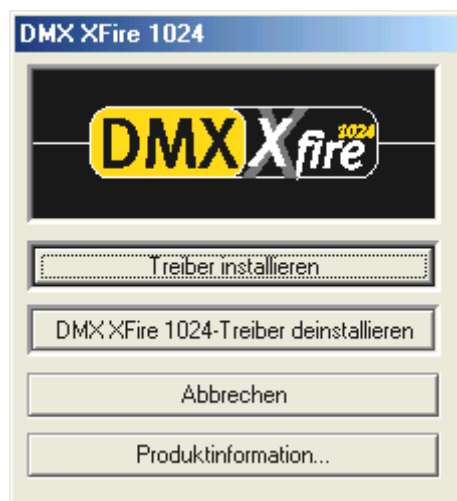 DMX XFire 1024
DMX Xfire 1024
Treiber installieren
DMX XFire 1024-Treiber deinstallieren
Abbrechen
Produktinformation...